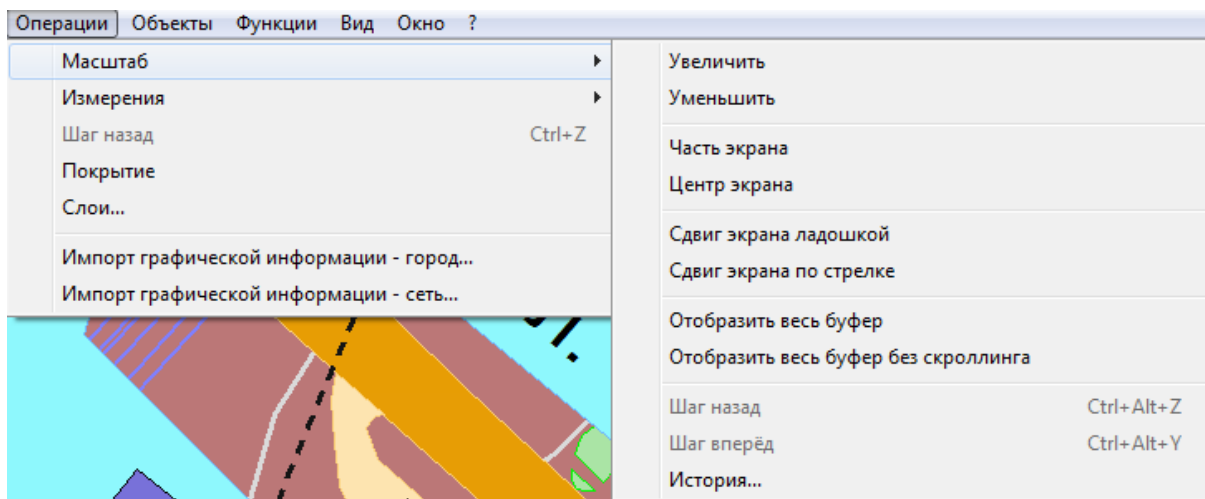 Операции Объекты Функции Вид Окно ?
Масштаб
Измерения
Шаг назад Ctrl+Z
Покрытие
Слои...
Импорт графической информации - город...
Импорт графической информации - сеть...
Увеличить
Уменьшить
Часть экрана
Центр экрана
Сдвиг экрана ладошкой
Сдвиг экрана по стрелке
Отобразить весь буфер
Отобразить весь буфер без скроллинга
Шаг назад Ctrl+Alt+Z
Шаг вперёд Ctrl+Alt+Y
История...